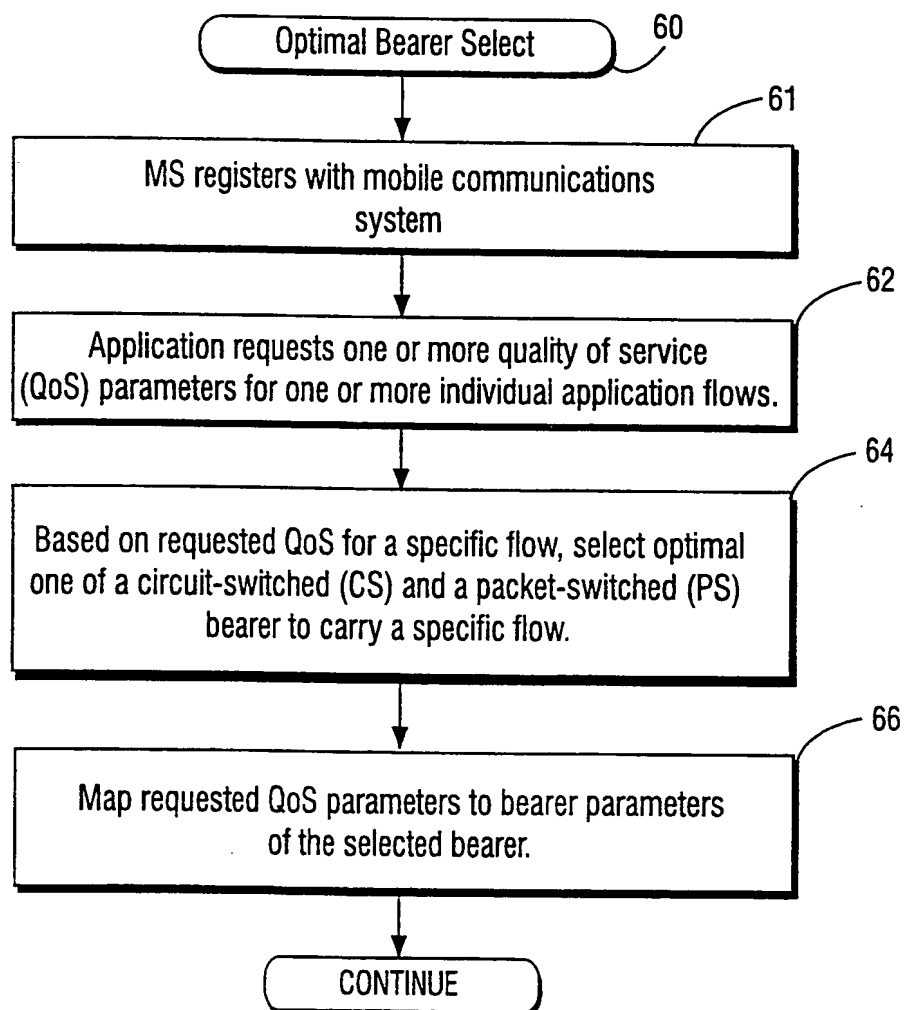 Optimal Bearer Select
60
61
MS registers with mobile communications
system
62
Application requests one or more quality of service
(QoS) parameters for one or more individual application flows.
64
Based on requested QoS for a specific flow, select optimal
one of a circuit-switched (CS) and a packet-switched (PS)
bearer to carry a specific flow.
66
Map requested QoS parameters to bearer parameters
of the selected bearer.
CONTINUE